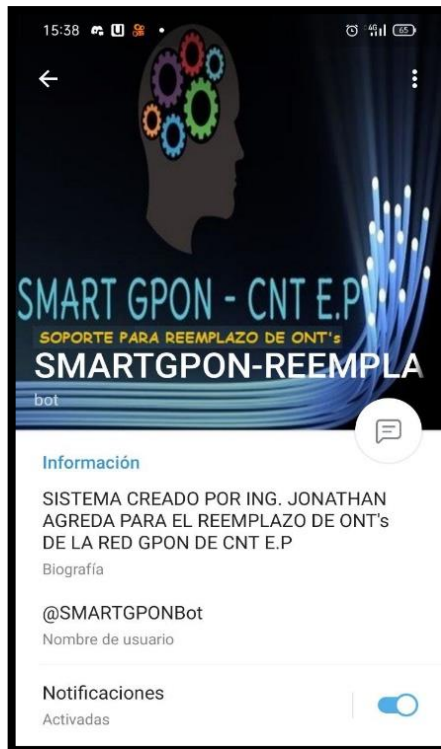 15:38
4G
65
SMART GPON - CNT E.P
SOPORTE PARA REEMPLAZO DE ONT's
SMARTGPON-REEMPLA
bot
Información
SISTEMA CREADO POR ING. JONATHAN
AGREDA PARA EL REEMPLAZO DE ONT's
DE LA RED GPON DE CNT E.P
Biografía
@SMARTGPONBot
Nombre de usuario
Notificaciones
Activadas